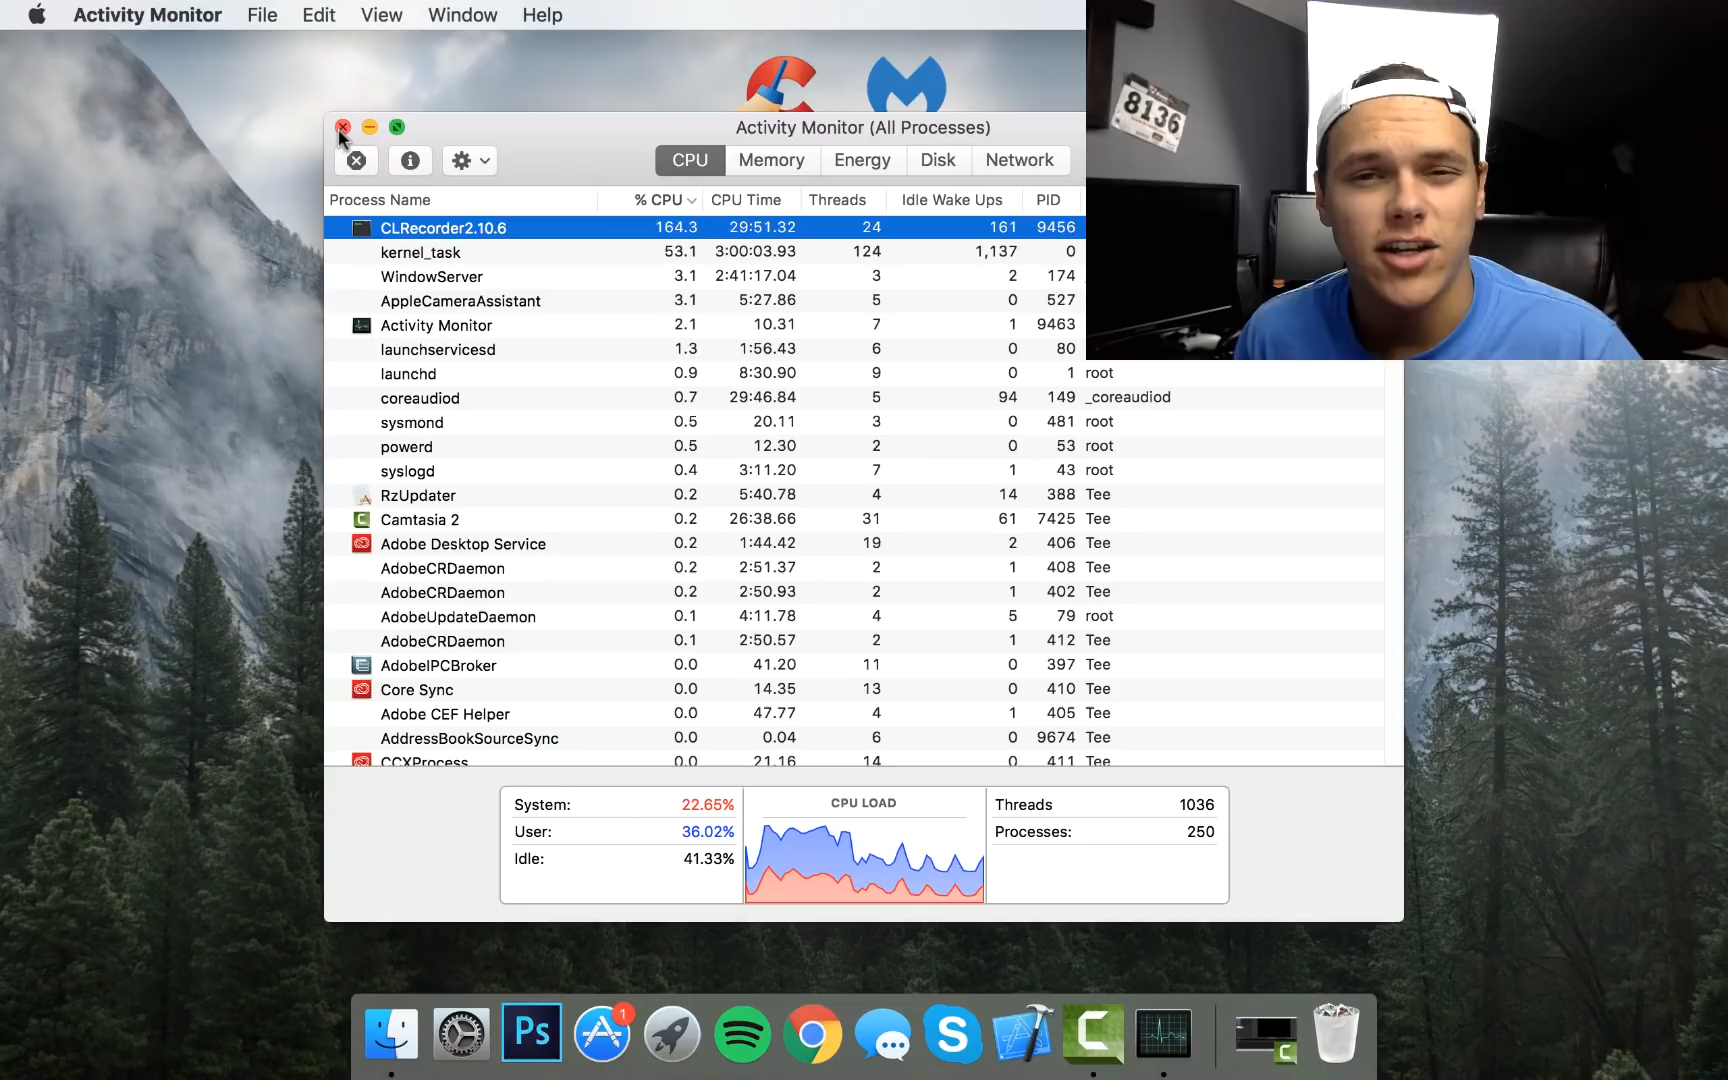 Activity Monitor File Edit View Window Help
8136
Activity Monitor (All Processes)
CPU Memory Energy Disk Network
Process Name % CPU CPU Time Threads Idle Wake Ups PID
CLRecorder2.10.6 164.3 29:51.32 24 161 9456
kernel_task 53.1 3:00:03.93 124 1,137 0
WindowServer 3.1 2:41:17.04 3 2 174
AppleCameraAssistant 3.1 5:27.86 5 0 527
Activity Monitor 2.1 10.31 7 1 9463
launchservicesd 1.3 1:56.43 6 0 80
launchd 0.9 8:30.90 9 0 1 root
coreaudiod 0.7 29:46.84 5 94 149 _coreaudiod
sysmond 0.5 20.11 3 0 481 root
powerd 0.5 12.30 2 0 53 root
syslogd 0.4 3:11.20 7 1 43 root
RzUpdater 0.2 5:40.78 4 14 388 Tee
Camtasia 2 0.2 26:38.66 31 61 7425 Tee
Adobe Desktop Service 0.2 1:44.42 19 2 406 Tee
AdobeCRDaemon 0.2 2:51.37 2 1 408 Tee
AdobeCRDaemon 0.2 2:50.93 2 1 402 Tee
AdobeUpdateDaemon 0.1 4:11.78 4 5 79 root
AdobeCRDaemon 0.1 2:50.57 2 1 412 Tee
AdobeIPCBroker 0.0 41.20 11 0 397 Tee
Core Sync 0.0 14.35 13 0 410 Tee
Adobe CEF Helper 0.0 47.77 4 1 405 Tee
AddressBookSourceSync 0.0 0.04 6 0 9674 Tee
CCXProcess 0.0 21.16 14 0 411 Tee
System: 22.65% CPU LOAD Threads 1036
User: 36.02% Processes: 250
Idle: 41.33%
Ps 1